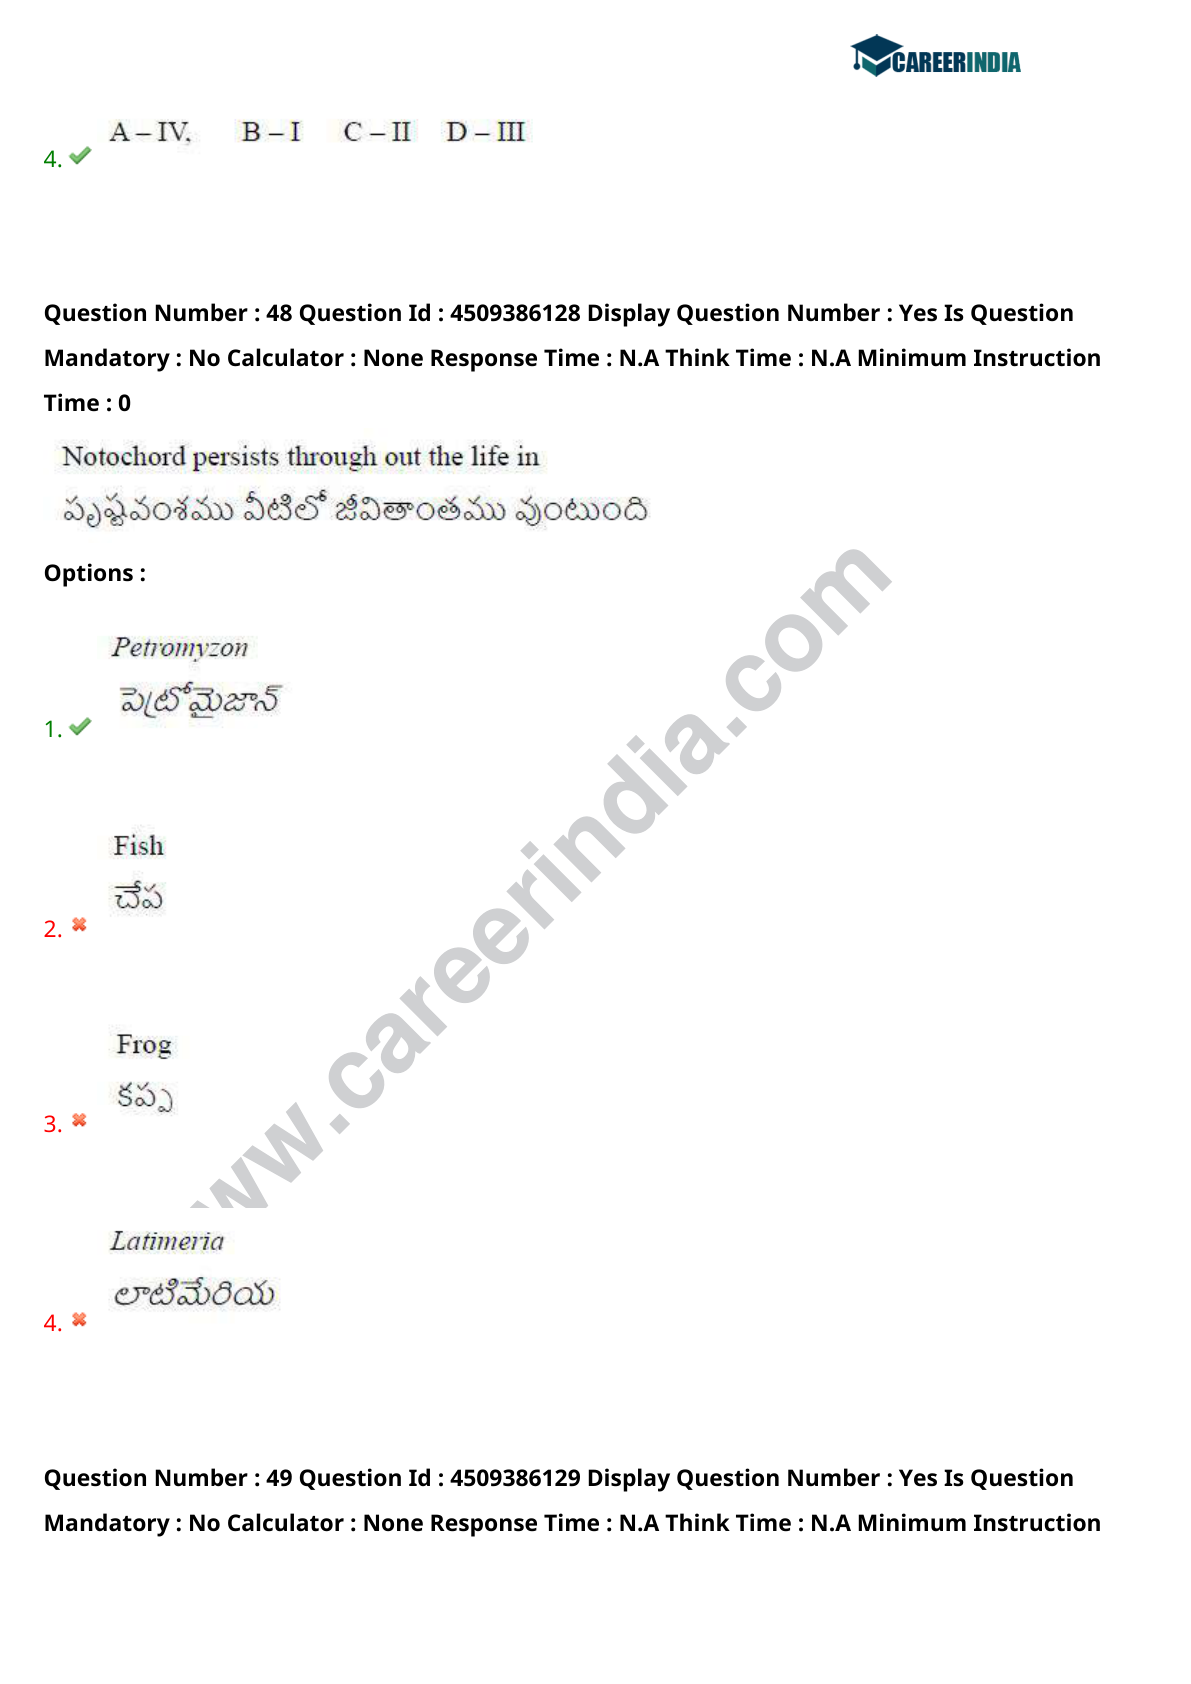 CAREERINDIA
A – IV, B – I C – II D – III
4.
Question Number : 48 Question Id : 4509386128 Display Question Number : Yes Is Question
Mandatory : No Calculator : None Response Time : N.A Think Time : N.A Minimum Instruction
Time : 0
Notochord persists through out the life in
పృష్టవంశము వీటిలో జీవితాంతము వుంటుంది
Options :
Petromyzon
పెట్రోమైజాన్
1.
Fish
చేప
2.
Frog
కప్ప
3.
Latimeria
లాటిమేరియ
4.
ww.careerindia.com
Question Number : 49 Question Id : 4509386129 Display Question Number : Yes Is Question
Mandatory : No Calculator : None Response Time : N.A Think Time : N.A Minimum Instruction